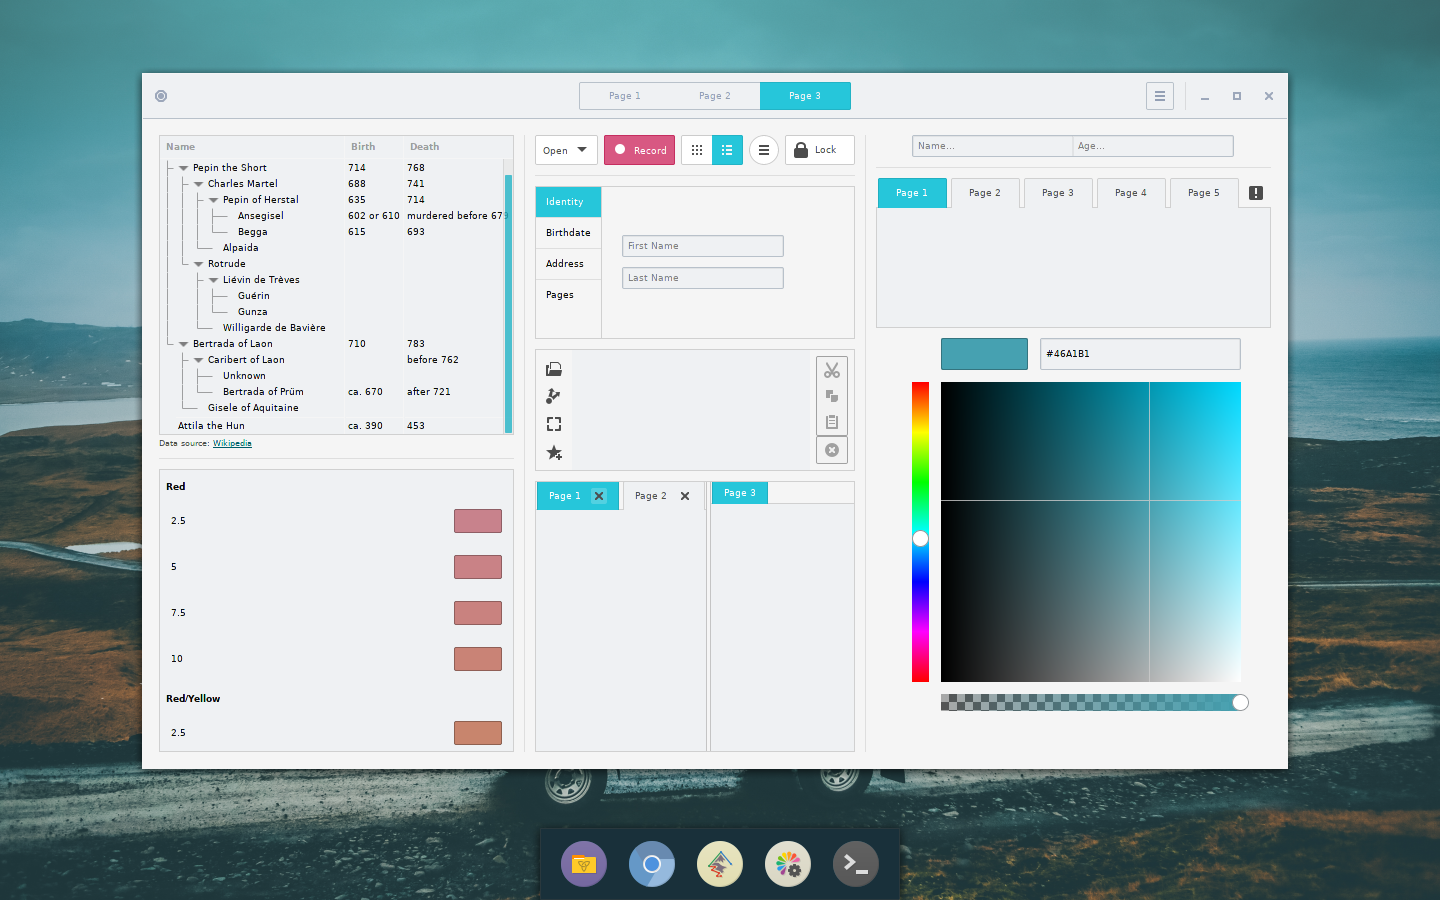 Page 1 Page 2 Page 3
Name Birth Death
Pepin the Short 714 768
Charles Martel 688 741
Pepin of Herstal 635 714
Ansegisel 602 or 610 murdered before 679
Begga 615 693
Alpaida
Rotrude
Liévin de Trèves
Guérin
Gunza
Willigarde de Bavière
Bertrada of Laon 710 783
Caribert of Laon before 762
Unknown
Bertrada of Prüm ca. 670 after 721
Gisele of Aquitaine
Attila the Hun ca. 390 453
Data source: Wikipedia
Red
2.5
5
7.5
10
Red/Yellow
2.5
Open Record Lock
Identity
Birthdate
Address
Pages
First Name
Last Name
Page 1 Page 2 Page 3
Name... Age...
Page 1 Page 2 Page 3 Page 4 Page 5
#46A1B1